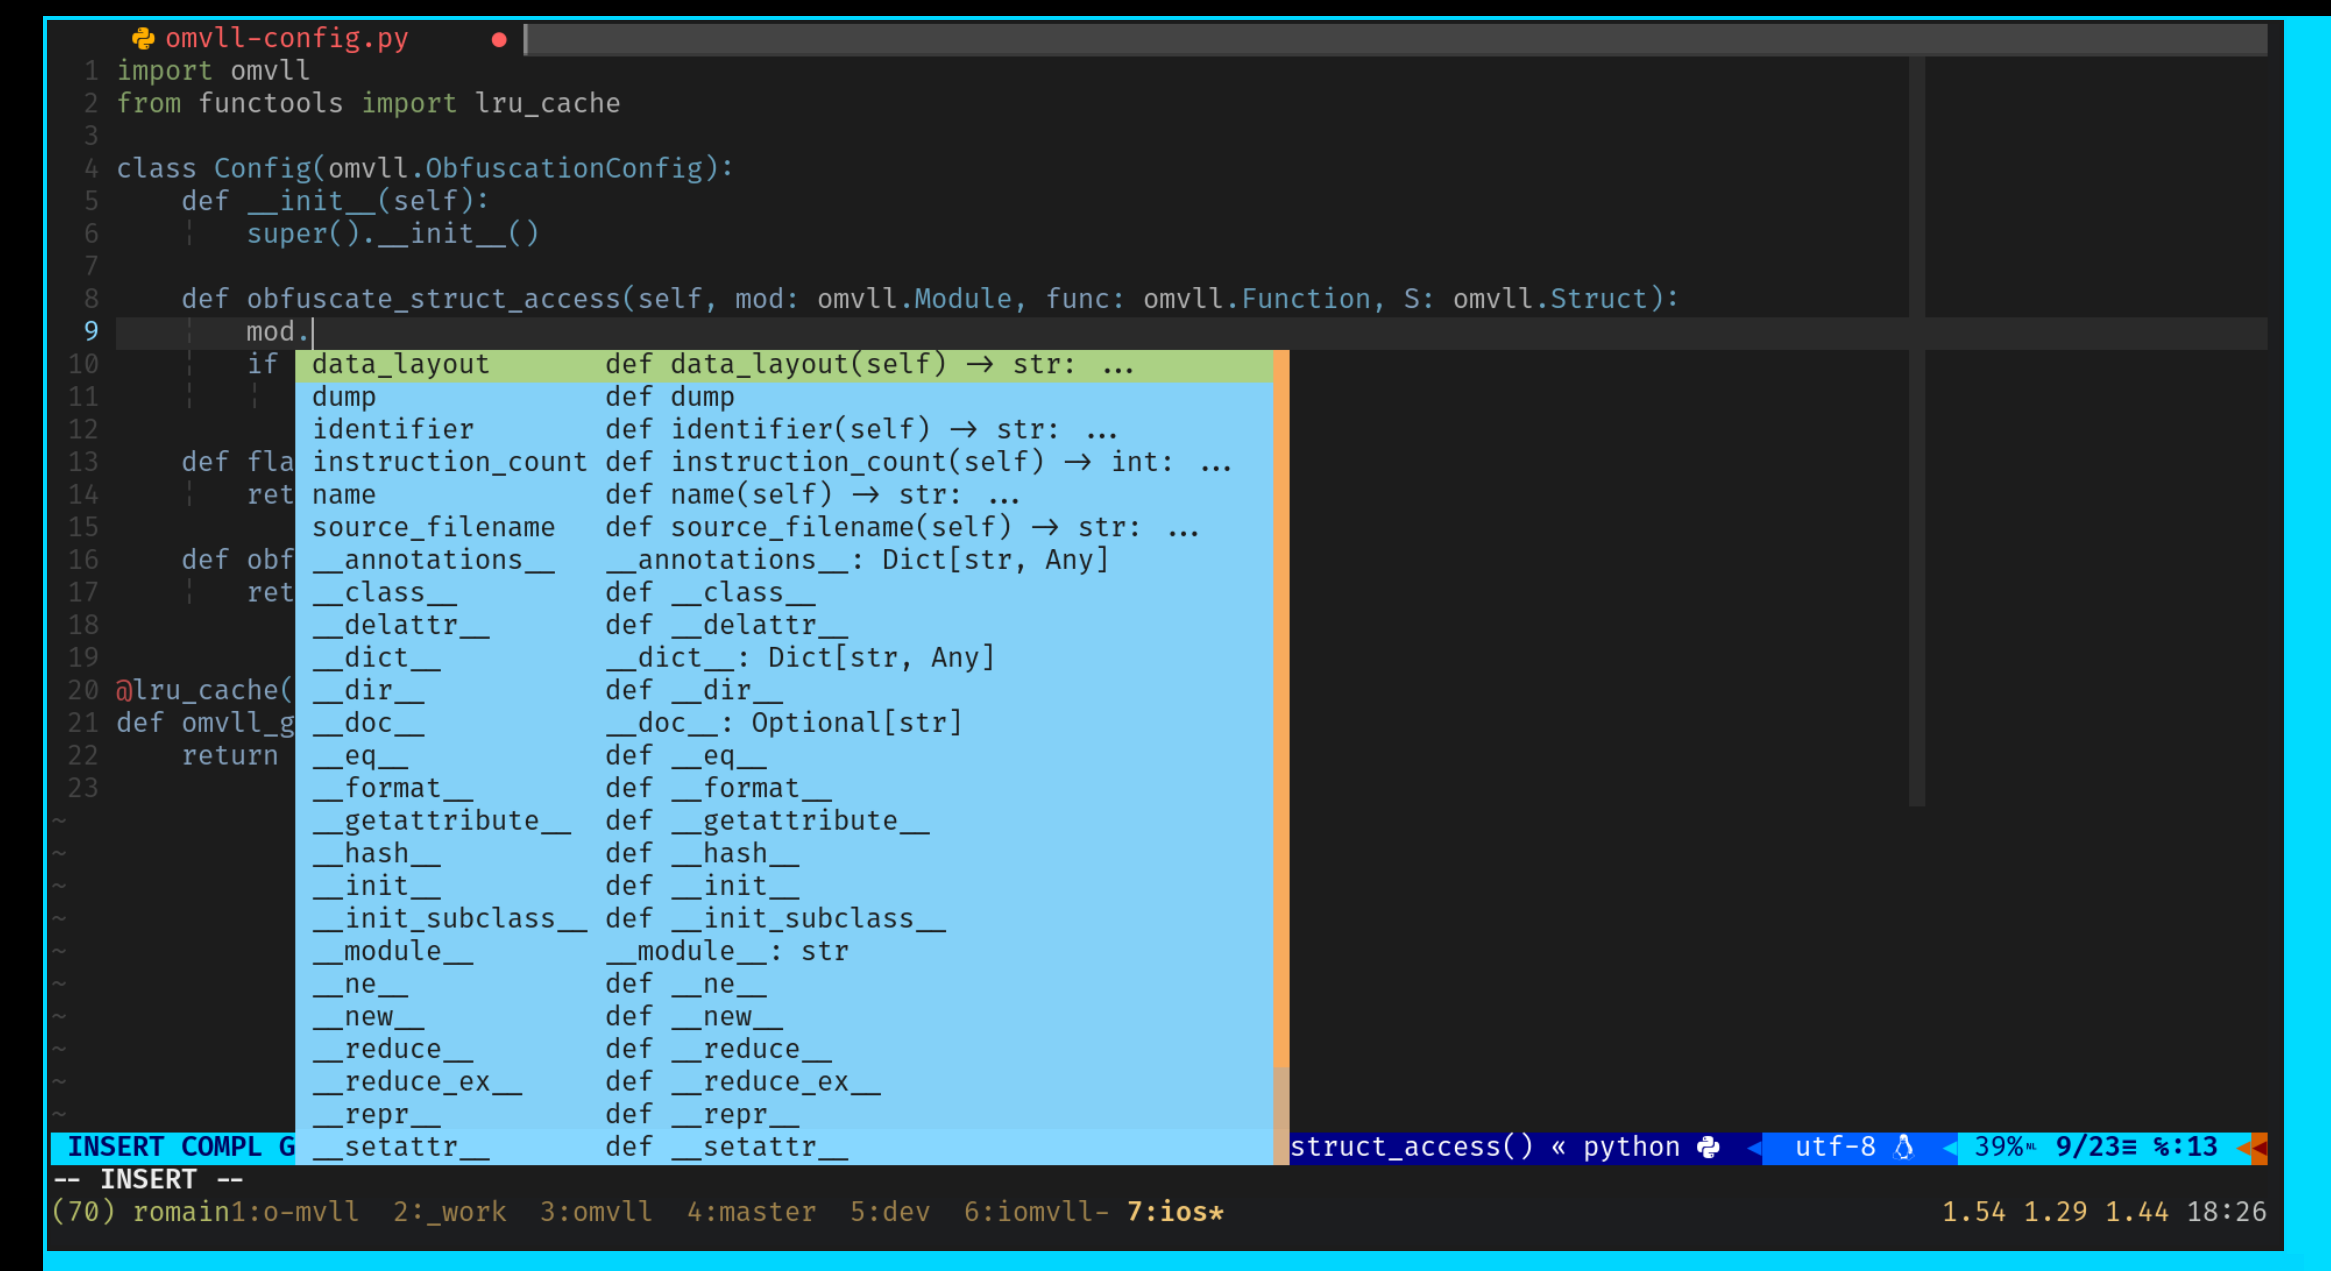 omvll-config.py ●
1 import omvll
2 from functools import lru_cache
3
4 class Config(omvll.ObfuscationConfig):
5 def __init__(self):
6 super().__init__()
7
8 def obfuscate_struct_access(self, mod: omvll.Module, func: omvll.Function, S: omvll.Struct):
9 mod.
10 if data_layout def data_layout(self) → str: ...
11 dump def dump
12 identifier def identifier(self) → str: ...
13 def fla instruction_count def instruction_count(self) → int: ...
14 ret name def name(self) → str: ...
15 source_filename def source_filename(self) → str: ...
16 def obf __annotations__ __annotations__: Dict[str, Any]
17 ret __class__ def __class__
18 __delattr__ def __delattr__
19 __dict__ __dict__: Dict[str, Any]
20 @lru_cache( __dir__ def __dir__
21 def omvll_g __doc__ __doc__: Optional[str]
22 return __eq__ def __eq__
23 __format__ def __format__
~ __getattribute__ def __getattribute__
~ __hash__ def __hash__
~ __init__ def __init__
~ __init_subclass__ def __init_subclass__
~ __module__ __module__: str
~ __ne__ def __ne__
~ __new__ def __new__
~ __reduce__ def __reduce__
~ __reduce_ex__ def __reduce_ex__
~ __repr__ def __repr__
INSERT COMPL G __setattr__ def __setattr__ struct_access() « python utf-8 39%␤ 9/23≡ ℅:13
-- INSERT --
(70) romain1:o-mvll 2:_work 3:omvll 4:master 5:dev 6:iomvll- 7:ios* 1.54 1.29 1.44 18:26